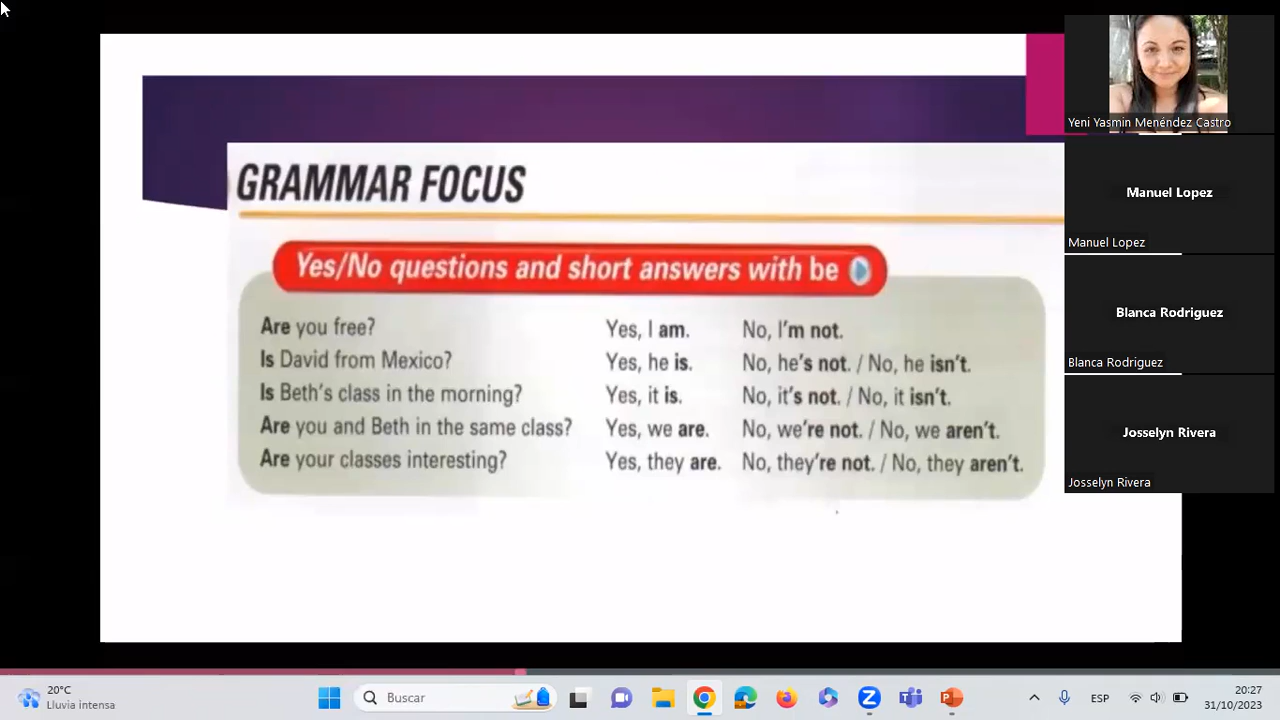 GRAMMAR FOCUS
Yes/No questions and short answers with be
Are you free? Yes, I am. No, I'm not.
Is David from Mexico? Yes, he is. No, he's not. / No, he isn't.
Is Beth's class in the morning? Yes, it is. No, it's not. / No, it isn't.
Are you and Beth in the same class? Yes, we are. No, we're not. / No, we aren't.
Are your classes interesting? Yes, they are. No, they're not. / No, they aren't.
Yeni Yasmin Menéndez Castro
Manuel Lopez
Manuel Lopez
Blanca Rodriguez
Blanca Rodriguez
Josselyn Rivera
Josselyn Rivera
20°C
Lluvia intensa
Buscar
ESP
20:27
31/10/2023